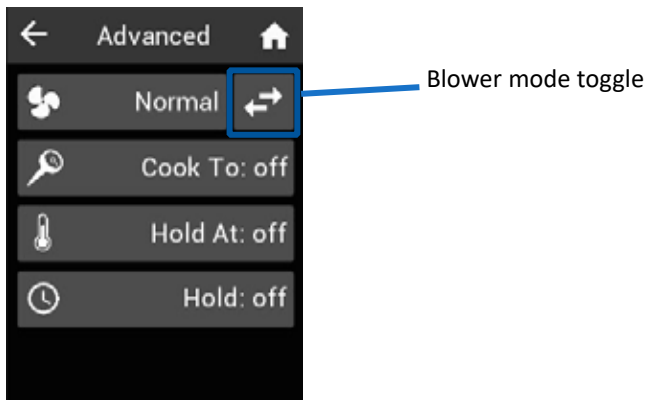 Advanced
Normal
Blower mode toggle
Cook To: off
Hold At: off
Hold: off